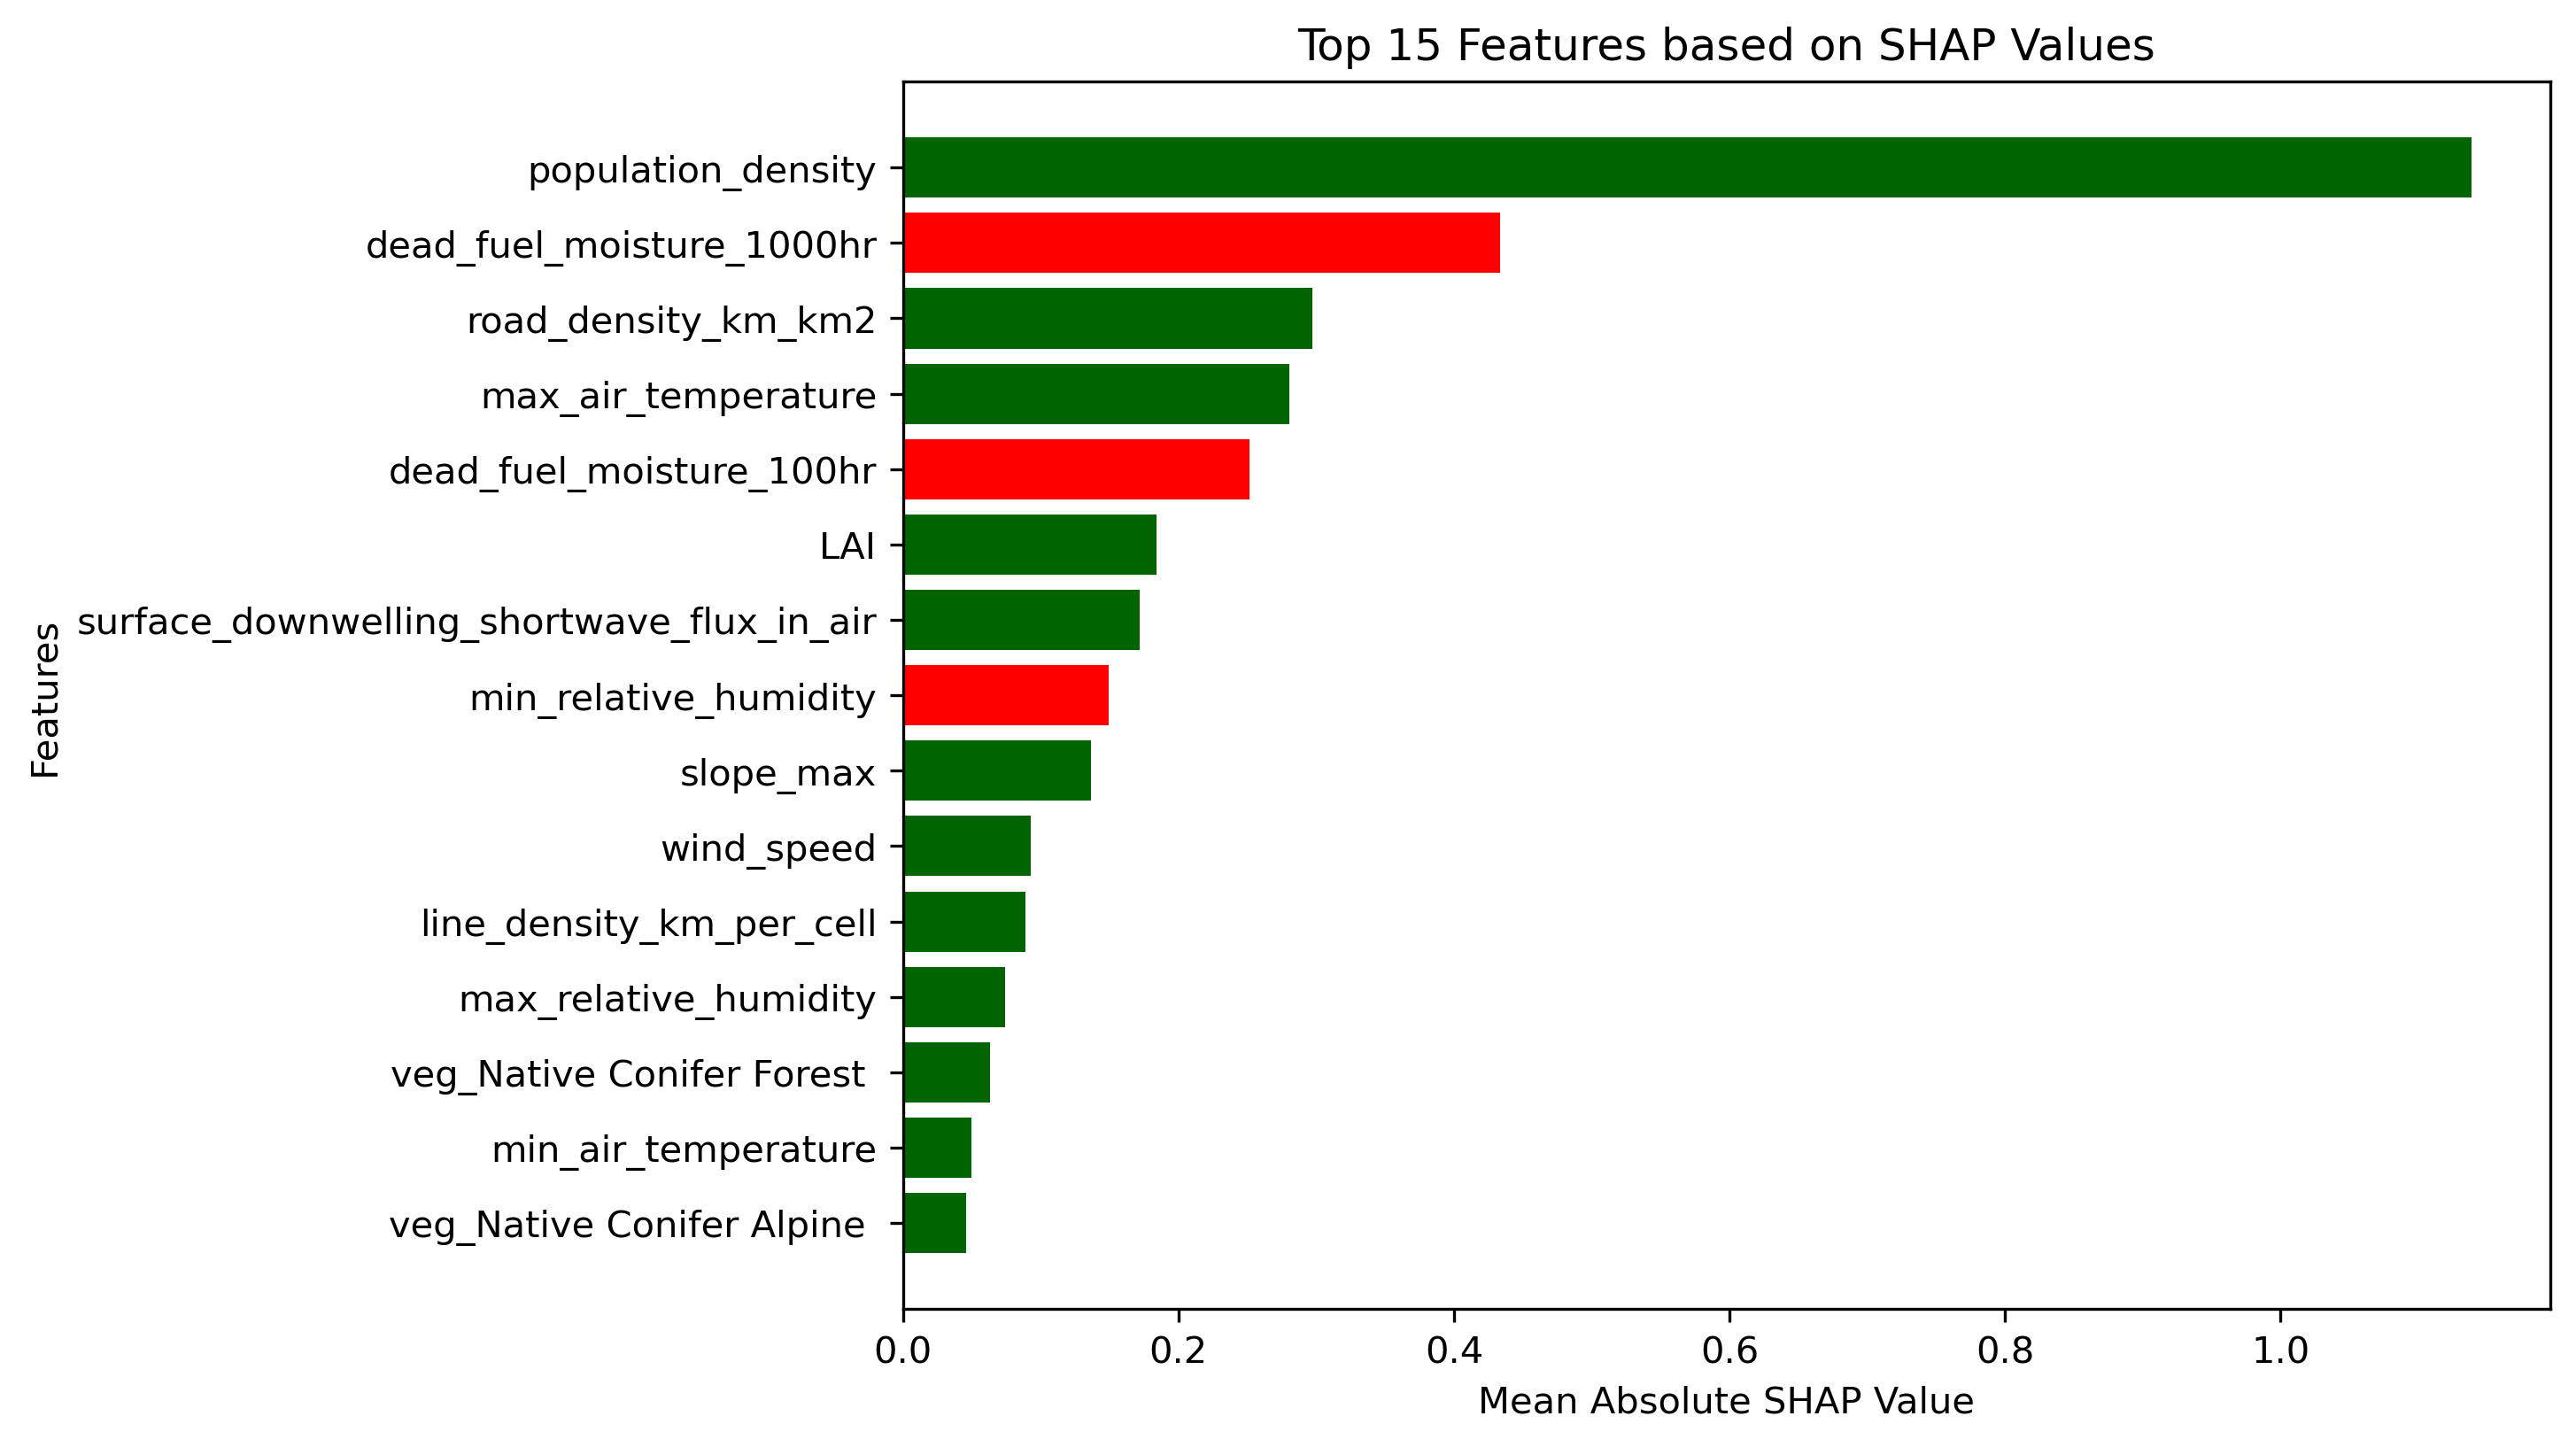 Top 15 Features based on SHAP Values
Features
population_density
dead_fuel_moisture_1000hr
road_density_km_km2
max_air_temperature
dead_fuel_moisture_100hr
LAI
surface_downwelling_shortwave_flux_in_air
min_relative_humidity
slope_max
wind_speed
line_density_km_per_cell
max_relative_humidity
veg_Native Conifer Forest
min_air_temperature
veg_Native Conifer Alpine
0.0 0.2 0.4 0.6 0.8 1.0
Mean Absolute SHAP Value